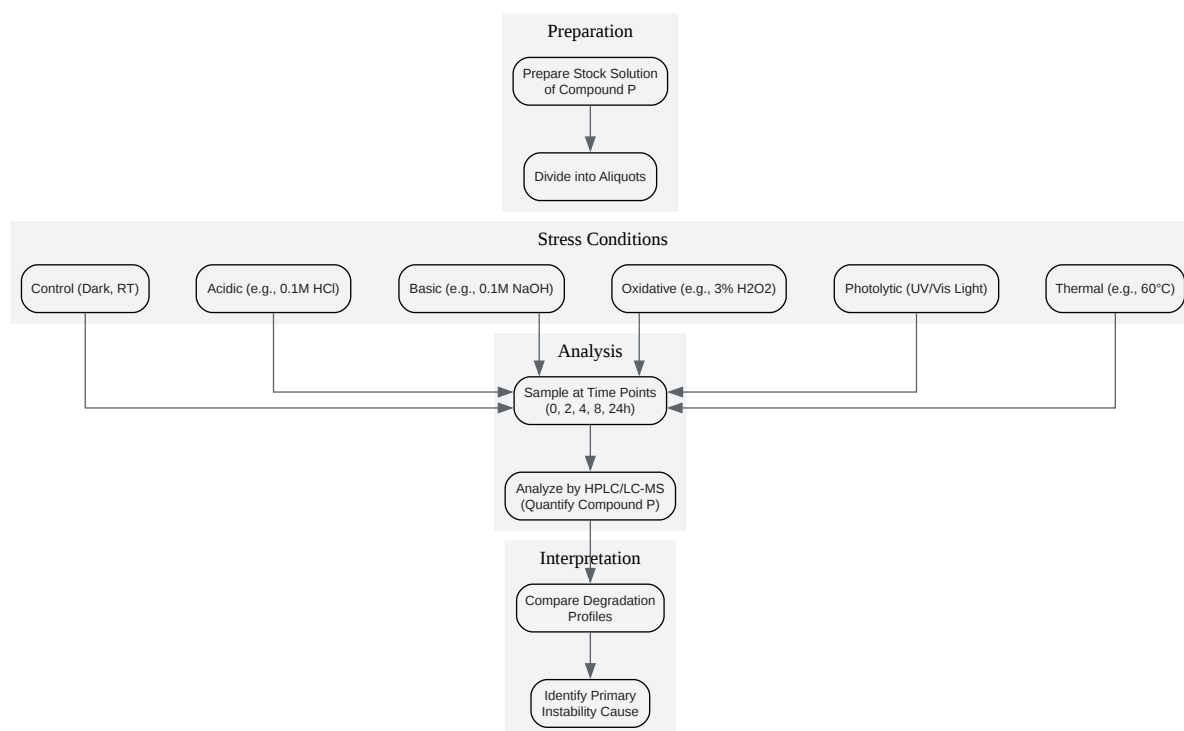 Preparation
Prepare Stock Solution
of Compound P
Divide into Aliquots
Stress Conditions
Control (Dark, RT)
Acidic (e.g., 0.1M HCl)
Basic (e.g., 0.1M NaOH)
Oxidative (e.g., 3% H2O2)
Photolytic (UV/Vis Light)
Thermal (e.g., 60°C)
Analysis
Sample at Time Points
(0, 2, 4, 8, 24h)
Analyze by HPLC/LC-MS
(Quantify Compound P)
Interpretation
Compare Degradation
Profiles
Identify Primary
Instability Cause